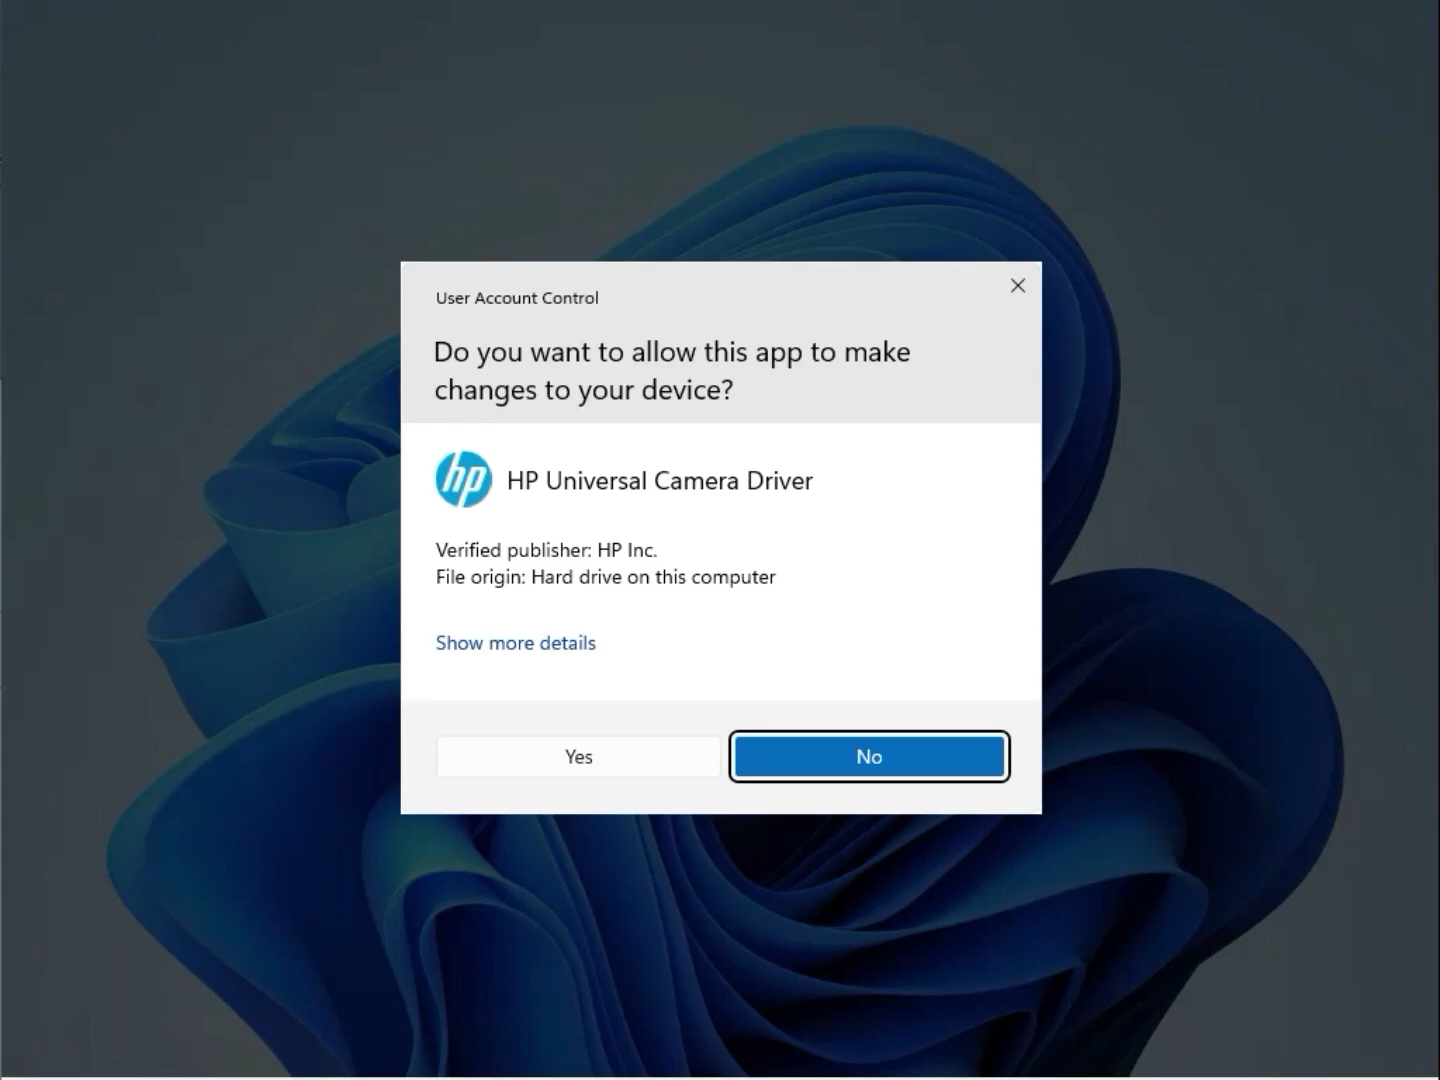 User Account Control
Do you want to allow this app to make
changes to your device?
hp HP Universal Camera Driver
Verified publisher: HP Inc.
File origin: Hard drive on this computer
Show more details
Yes No